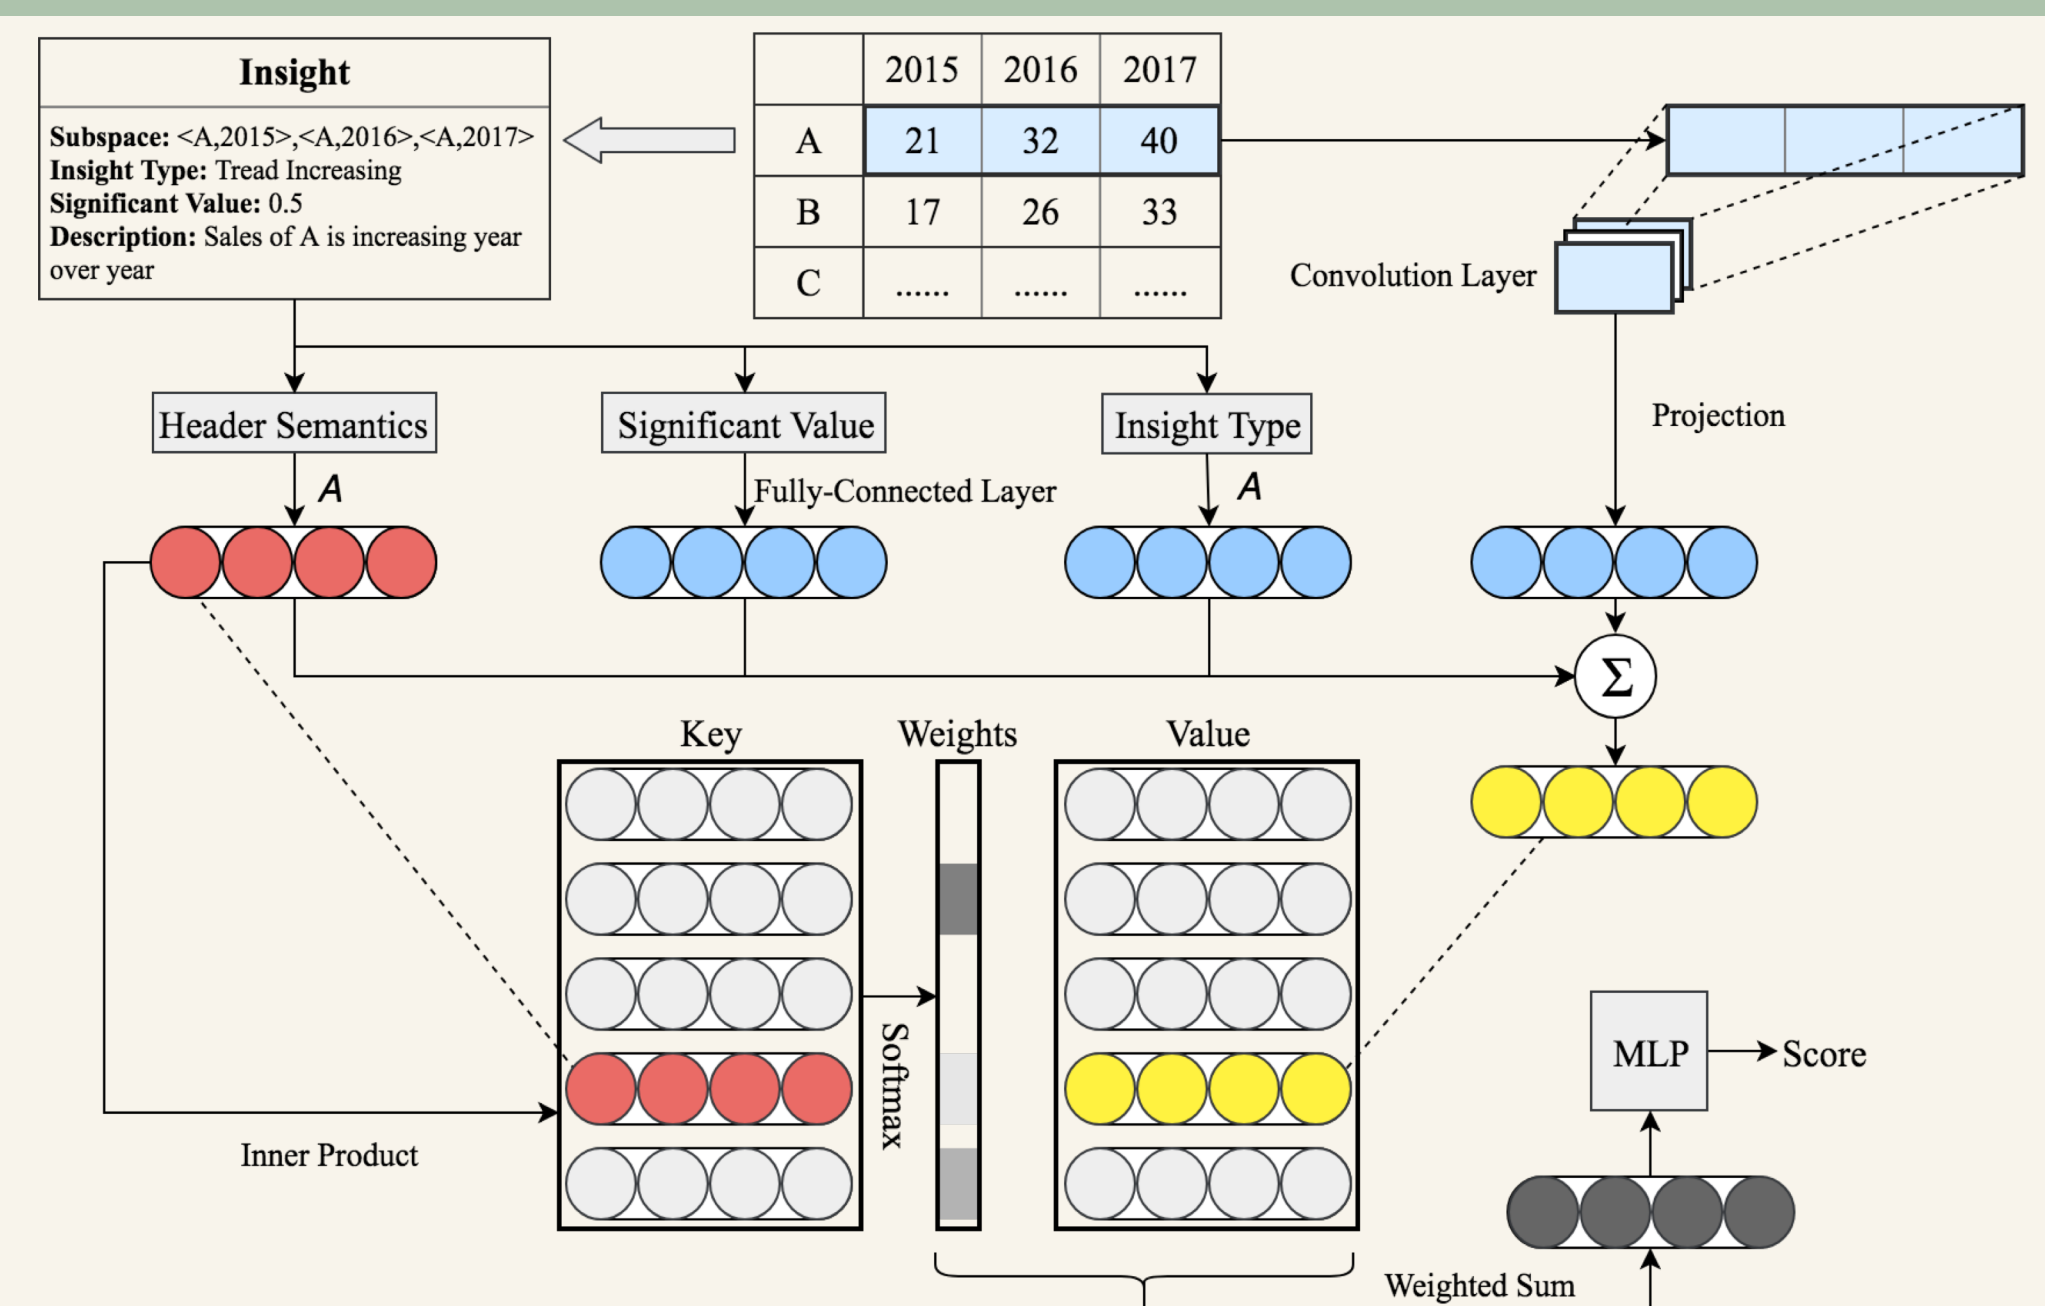 Insight
Subspace: <A,2015>,<A,2016>,<A,2017>
Insight Type: Tread Increasing
Significant Value: 0.5
Description: Sales of A is increasing year
over year
2015 2016 2017
A 21 32 40
B 17 26 33
C ...... ...... ......
Convolution Layer
Header Semantics
Significant Value
Insight Type
Projection
A
Fully-Connected Layer
A
Σ
Key
Weights
Value
Softmax
Inner Product
MLP
Score
Weighted Sum